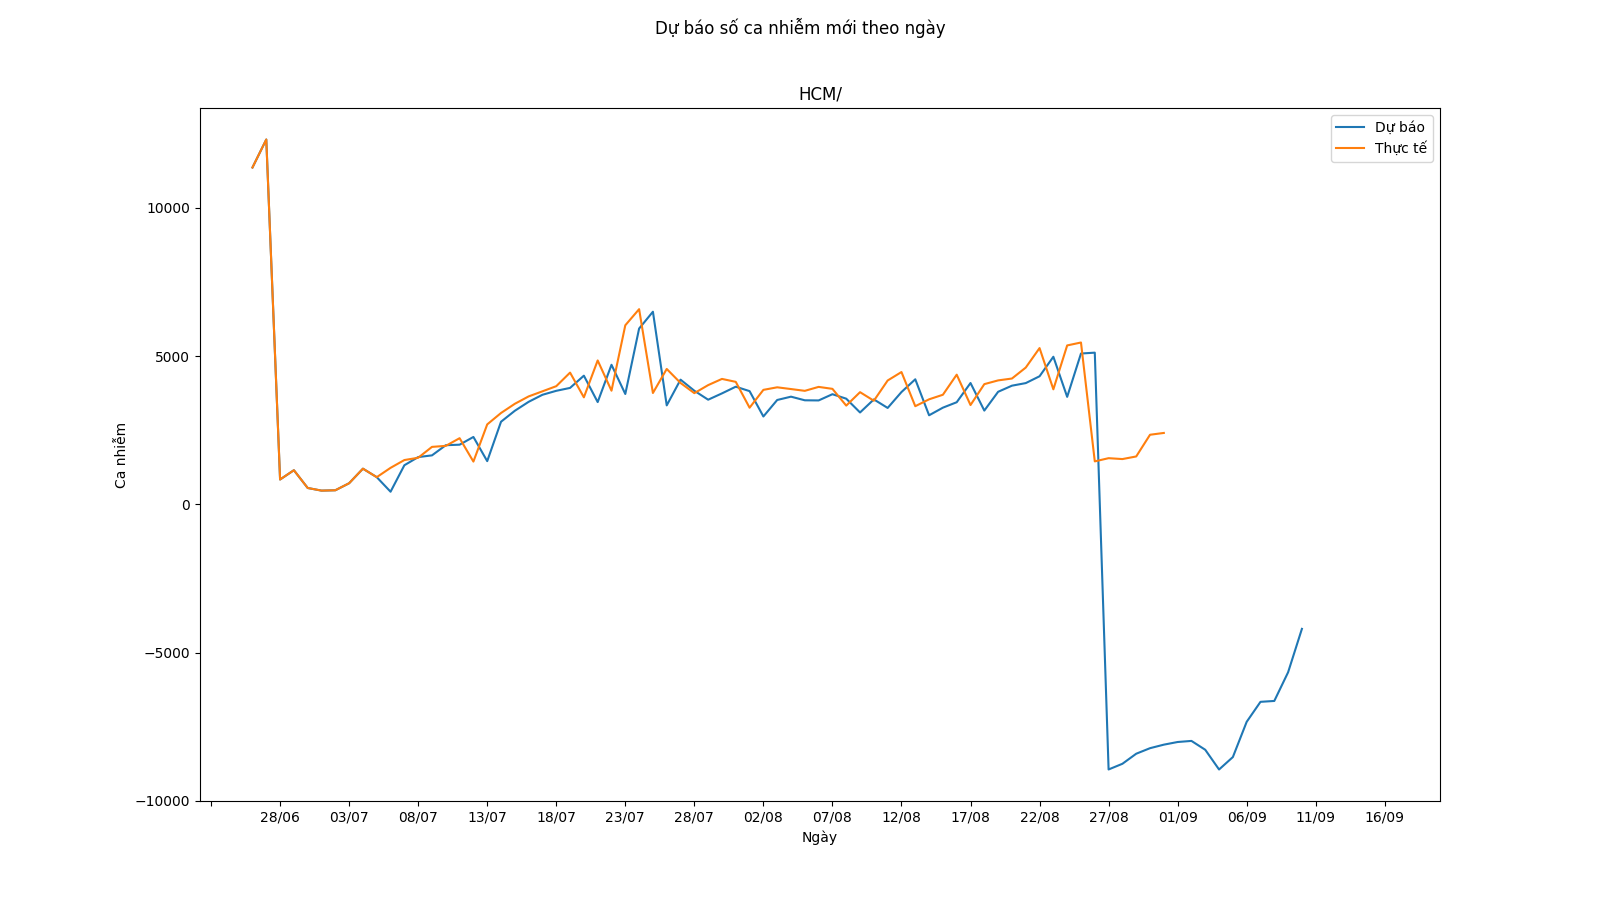 Dự báo số ca nhiễm mới theo ngày
HCM/
Dự báo
Thực tế
10000
5000
0
−5000
−10000
Ca nhiễm
28/06 03/07 08/07 13/07 18/07 23/07 28/07 02/08 07/08 12/08 17/08 22/08 27/08 01/09 06/09 11/09 16/09
Ngày